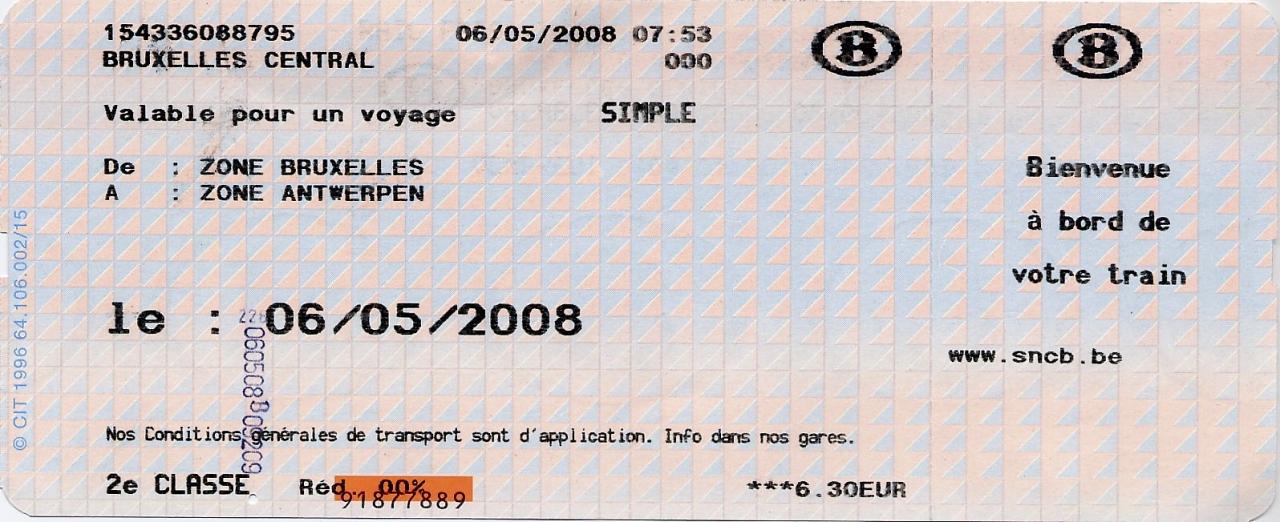 154336088795 06/05/2008 07:53
BRUXELLES CENTRAL 000
B B
Valable pour un voyage SIMPLE
De : ZONE BRUXELLES
A : ZONE ANTWERPEN
Bienvenue
à bord de
votre train
le : 06/05/2008
www.sncb.be
Nos Conditions générales de transport sont d'application. Info dans nos gares.
2e CLASSE Réd. 00% ***6.30EUR
91877889
© CIT 1996 64.106.002/15
060508